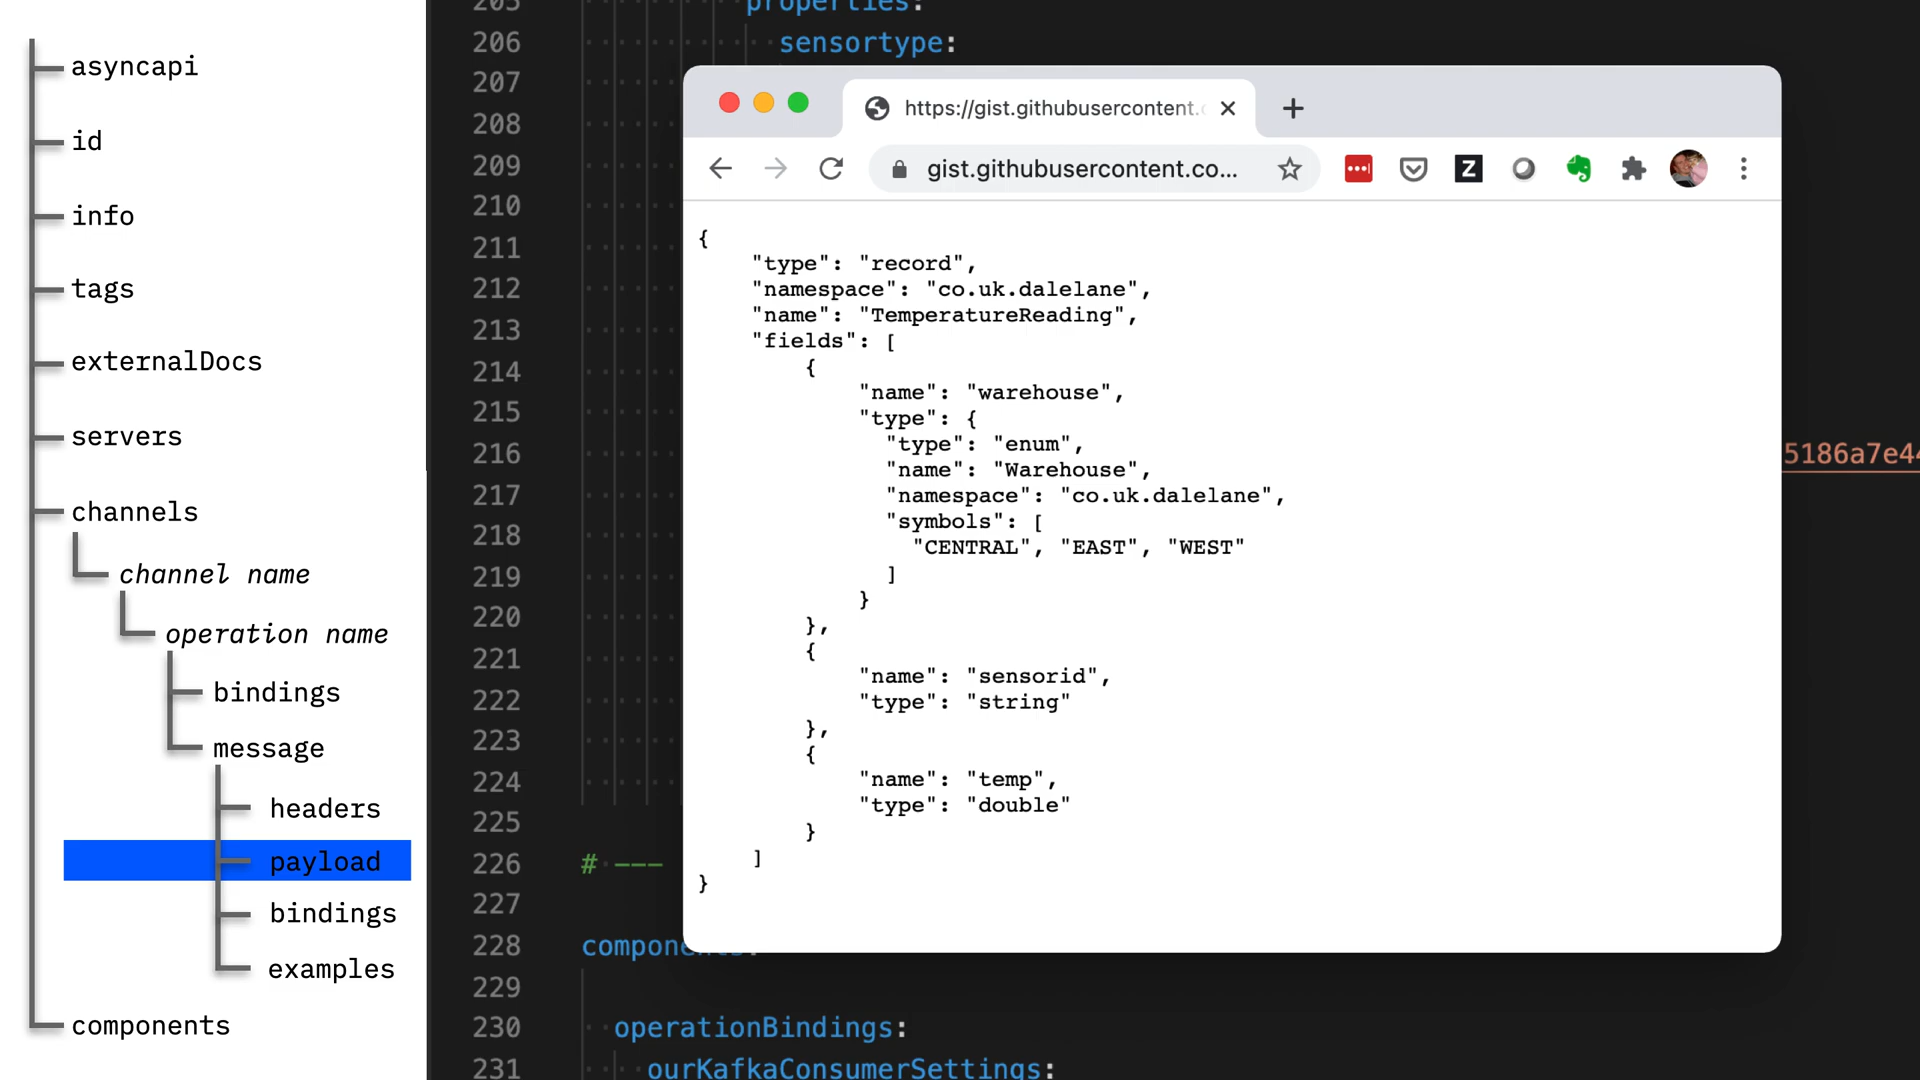 asyncapi
id
info
tags
externalDocs
servers
channels
channel name
operation name
bindings
message
headers
payload
bindings
examples
components
205 properties:
206 sensortype:
207
208
209
210
211
212
213
214
215
216 5186a7e44
217
218
219
220
221
222
223
224
225
226 # ---
227
228 components:
229
230 operationBindings:
231 ourKafkaConsumerSettings:
https://gist.githubusercontent.
gist.githubusercontent.co...
Z
{
"type": "record",
"namespace": "co.uk.dalelane",
"name": "TemperatureReading",
"fields": [
{
"name": "warehouse",
"type": {
"type": "enum",
"name": "Warehouse",
"namespace": "co.uk.dalelane",
"symbols": [
"CENTRAL", "EAST", "WEST"
]
}
},
{
"name": "sensorid",
"type": "string"
},
{
"name": "temp",
"type": "double"
}
]
}